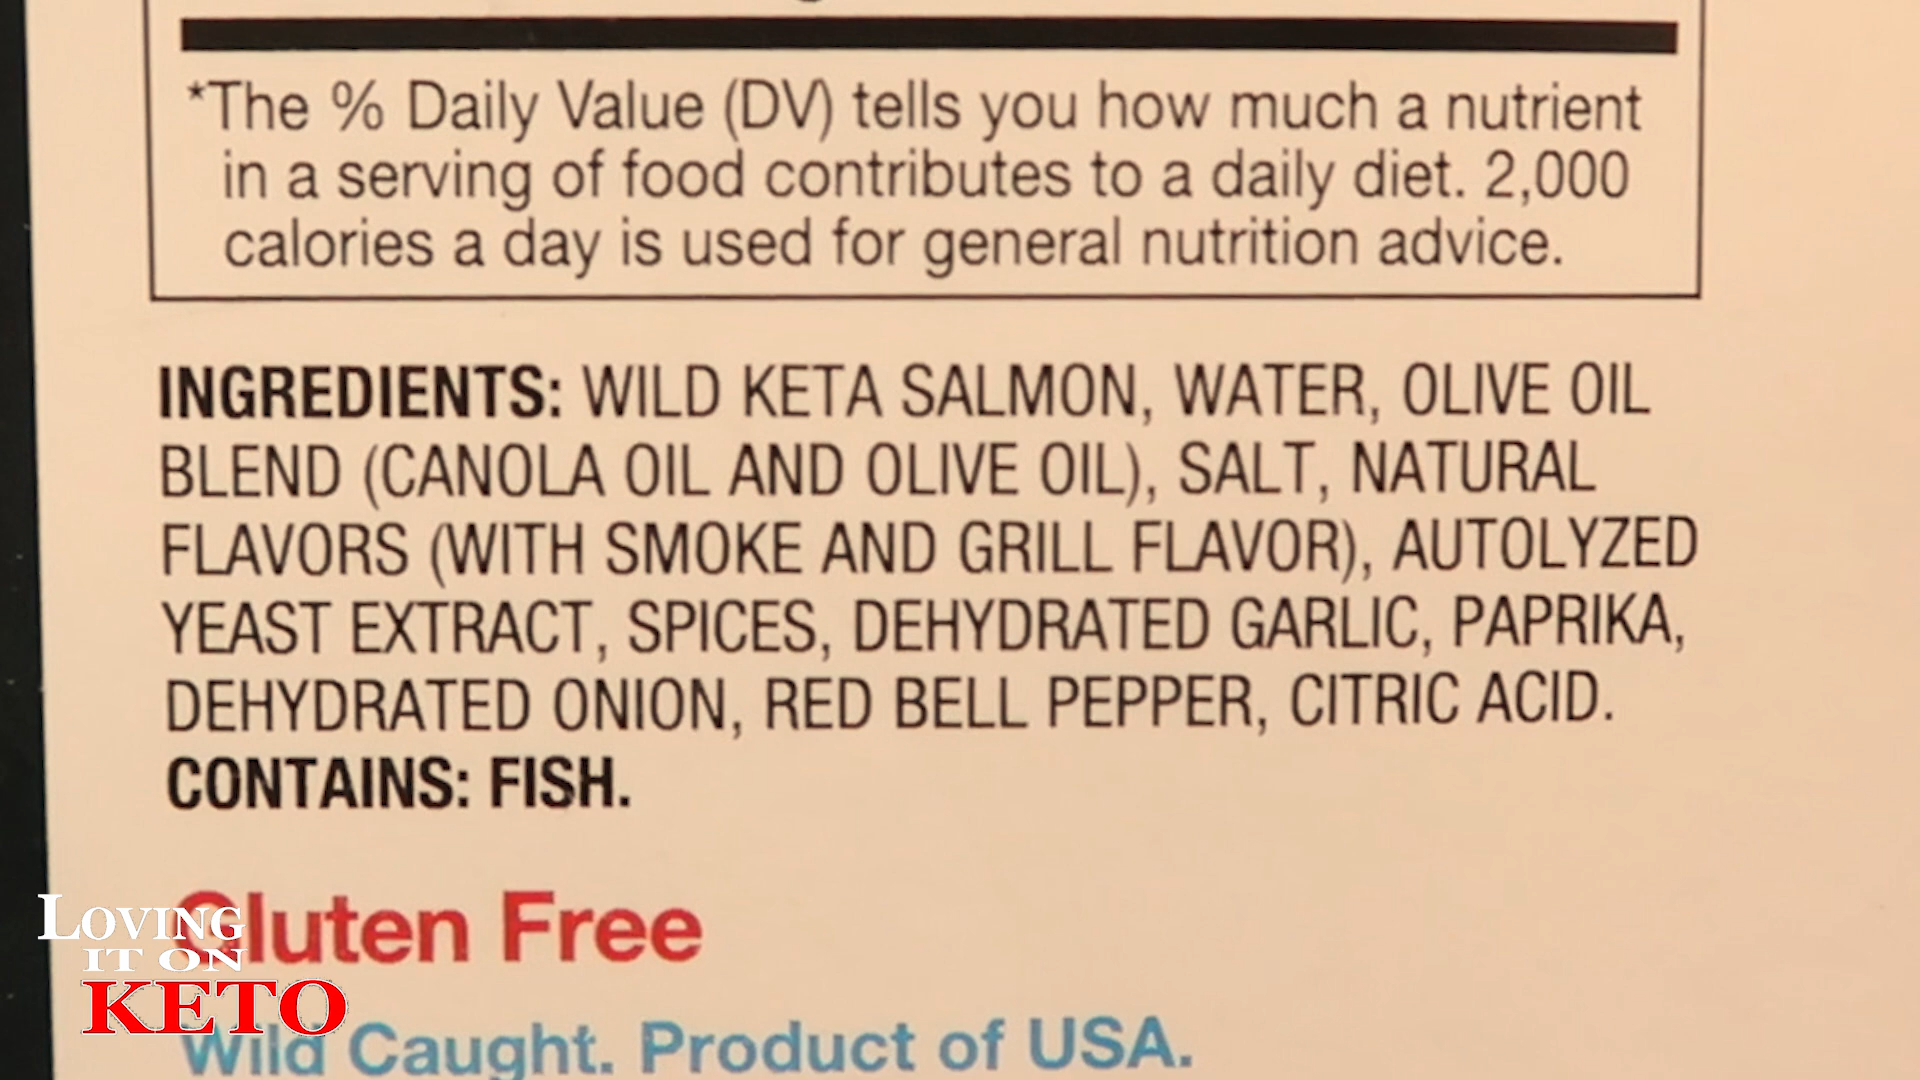 *The % Daily Value (DV) tells you how much a nutrient
in a serving of food contributes to a daily diet. 2,000
calories a day is used for general nutrition advice.
INGREDIENTS: WILD KETA SALMON, WATER, OLIVE OIL
BLEND (CANOLA OIL AND OLIVE OIL), SALT, NATURAL
FLAVORS (WITH SMOKE AND GRILL FLAVOR), AUTOLYZED
YEAST EXTRACT, SPICES, DEHYDRATED GARLIC, PAPRIKA,
DEHYDRATED ONION, RED BELL PEPPER, CITRIC ACID.
CONTAINS: FISH.
Gluten Free
LOVING
IT ON
KETO
Wild Caught. Product of USA.